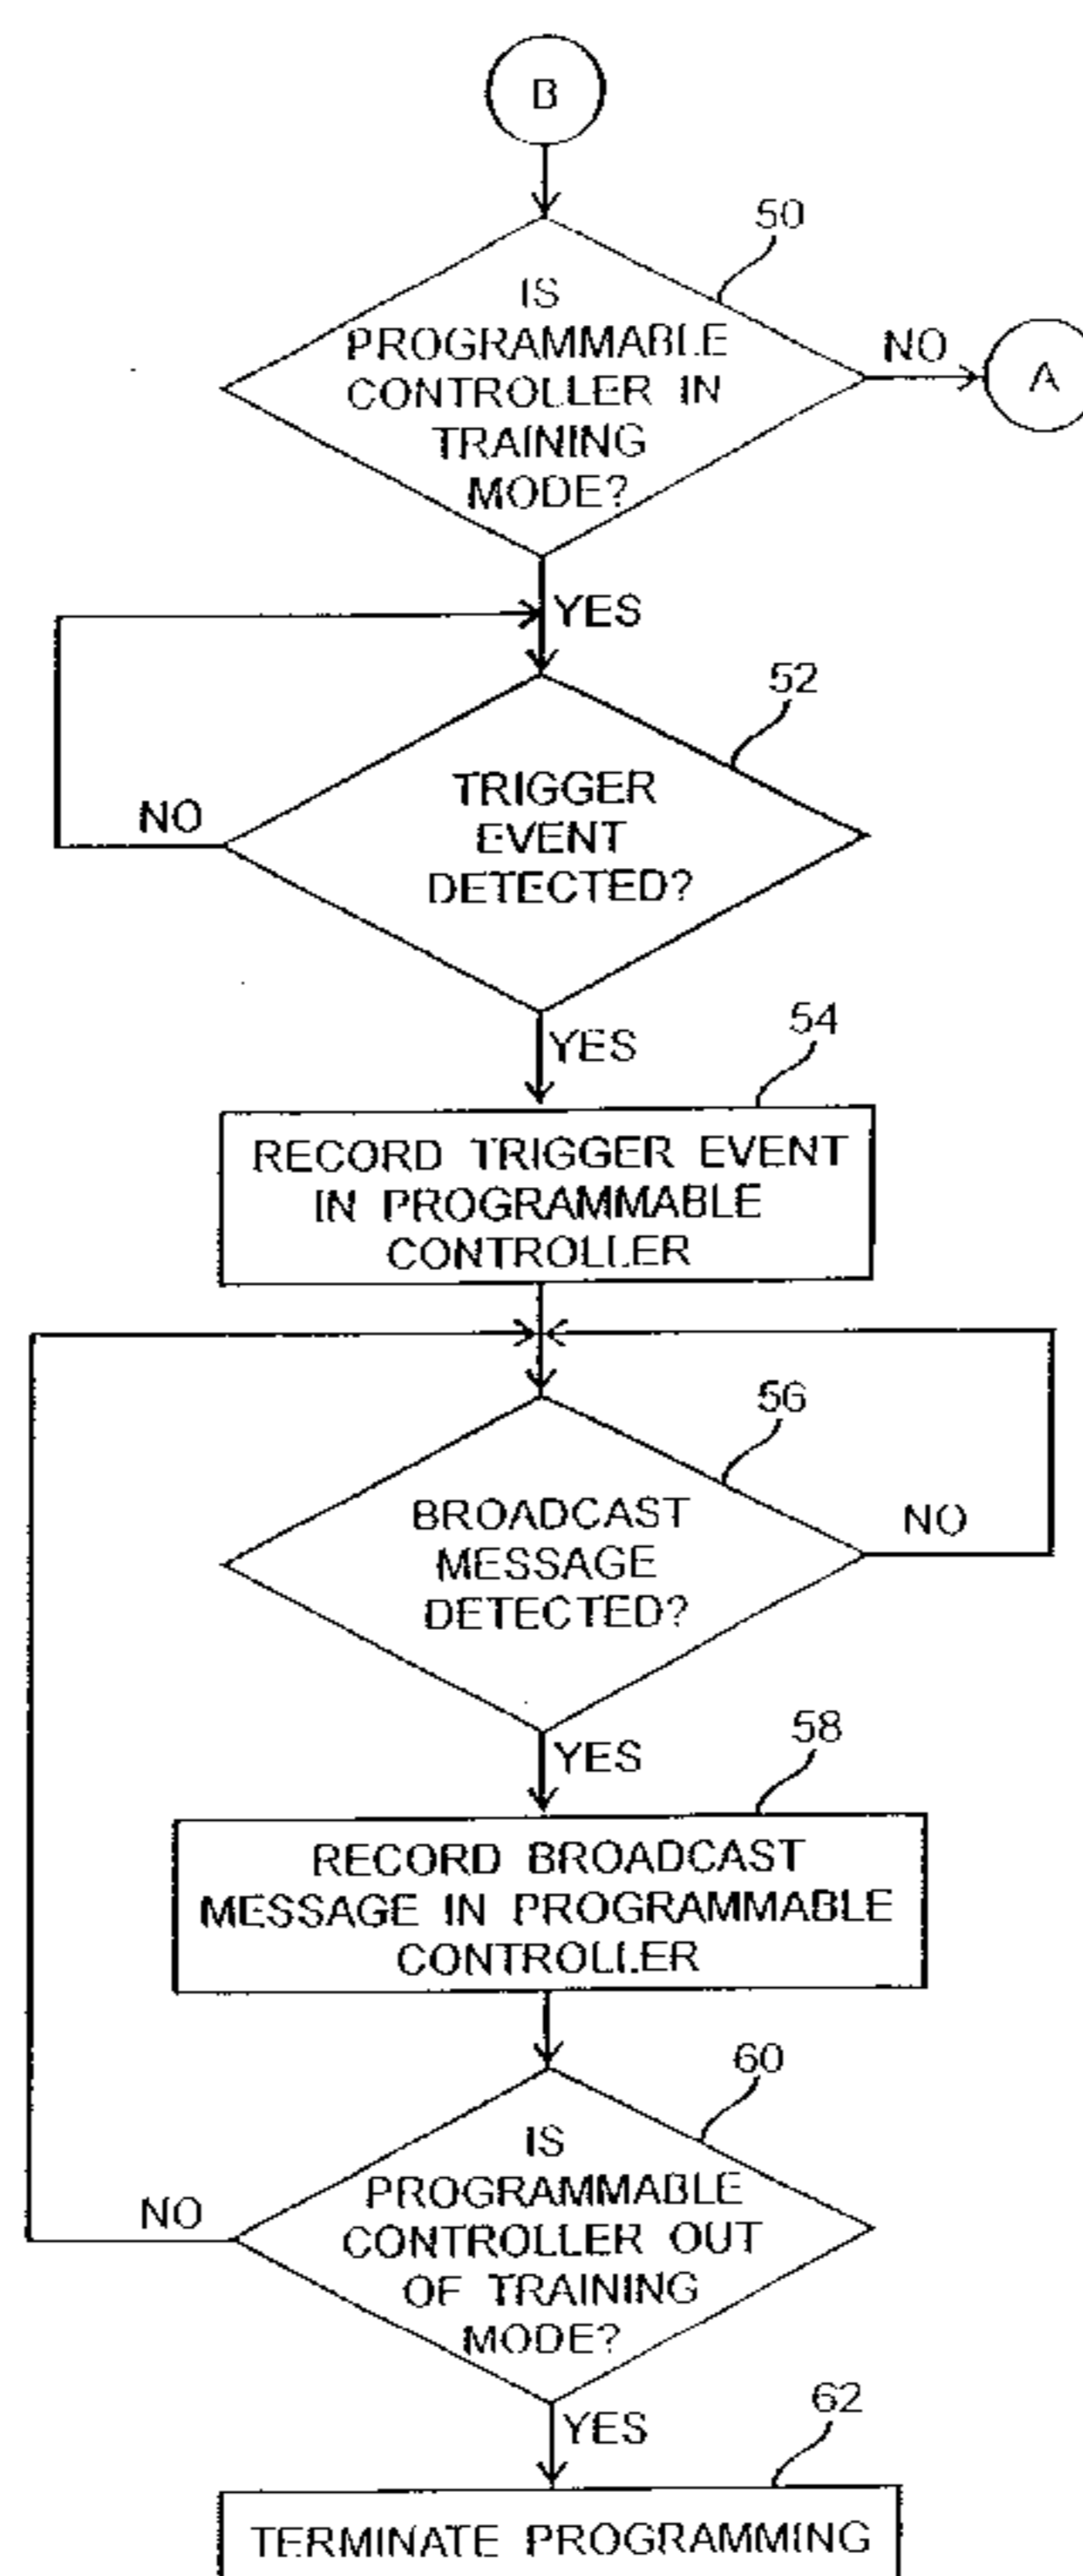 B
50
IS
PROGRAMMABLE
CONTROLLER IN
TRAINING
MODE?
NO
A
YES
52
TRIGGER
EVENT
DETECTED?
NO
YES
54
RECORD TRIGGER EVENT
IN PROGRAMMABLE
CONTROLLER
56
BROADCAST
MESSAGE
DETECTED?
NO
YES
58
RECORD BROADCAST
MESSAGE IN PROGRAMMABLE
CONTROLLER
60
IS
PROGRAMMABLE
CONTROLLER OUT
OF TRAINING
MODE?
NO
YES
62
TERMINATE PROGRAMMING